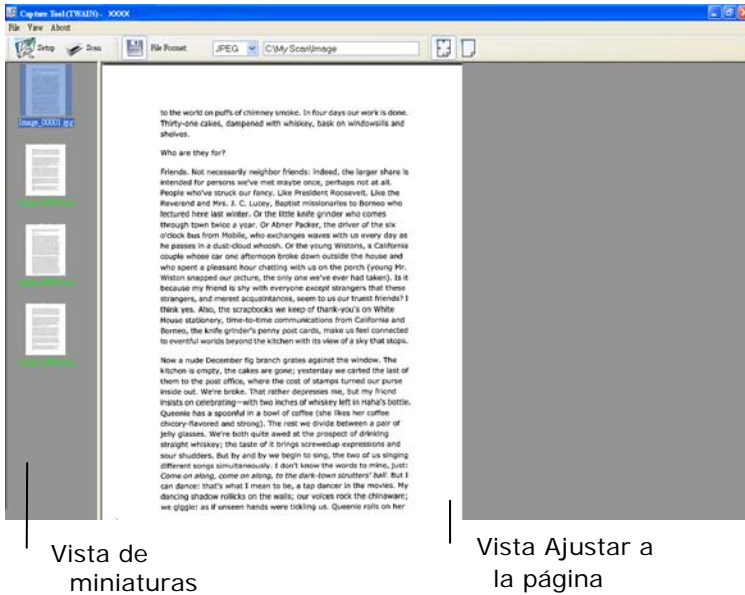 Capture Tool (TWAIN) - XXXX
File View About
Setup Scan File Format JPEG C:\My Scan\Image
Image_00001.jpg
to the world on puffs of chimney smoke. In four days our work is done.
Thirty-one cakes, dampened with whiskey, bask on windowsills and
shelves.
Who are they for?
Friends. Not necessarily neighbor friends: indeed, the larger share is
intended for persons we've met maybe once, perhaps not at all.
People who've struck our fancy. Like President Roosevelt. Like the
Reverend and Mrs. J. C. Lucey, Baptist missionaries to Borneo who
lectured here last winter. Or the little knife grinder who comes
through town twice a year. Or Abner Packer, the driver of the six
o'clock bus from Mobile, who exchanges waves with us every day as
he passes in a dust-cloud whoosh. Or the young Wistons, a California
couple whose car one afternoon broke down outside the house and
who spent a pleasant hour chatting with us on the porch (young Mr.
Wiston snapped our picture, the only one we've ever had taken). Is it
because my friend is shy with everyone except strangers that these
strangers, and merest acquaintances, seem to us our truest friends? I
think yes. Also, the scrapbooks we keep of thank-you's on White
House stationery, time-to-time communications from California and
Borneo, the knife grinder's penny post cards, make us feel connected
to eventful worlds beyond the kitchen with its view of a sky that stops.
Now a nude December fig branch grates against the window. The
kitchen is empty, the cakes are gone; yesterday we carted the last of
them to the post office, where the cost of stamps turned our purse
inside out. We're broke. That rather depresses me, but my friend
insists on celebrating—with two inches of whiskey left in Haha's bottle.
Queenie has a spoonful in a bowl of coffee (she likes her coffee
chicory-flavored and strong). The rest we divide between a pair of
jelly glasses. We're both quite awed at the prospect of drinking
straight whiskey; the taste of it brings screwedup expressions and
sour shudders. But by and by we begin to sing, the two of us singing
different songs simultaneously. I don't know the words to mine, just:
Come on along, come on along, to the dark-town strutters' ball. But I
can dance: that's what I mean to be, a tap dancer in the movies. My
dancing shadow rollicks on the walls; our voices rock the chinaware;
we giggle: as if unseen hands were tickling us. Queenie rolls on her
Vista de
miniaturas
Vista Ajustar a
la página